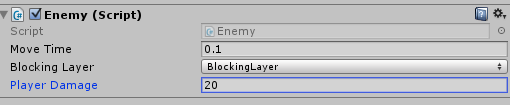 Enemy (Script)
Script Enemy
Move Time 0.1
Blocking Layer BlockingLayer
Player Damage 20